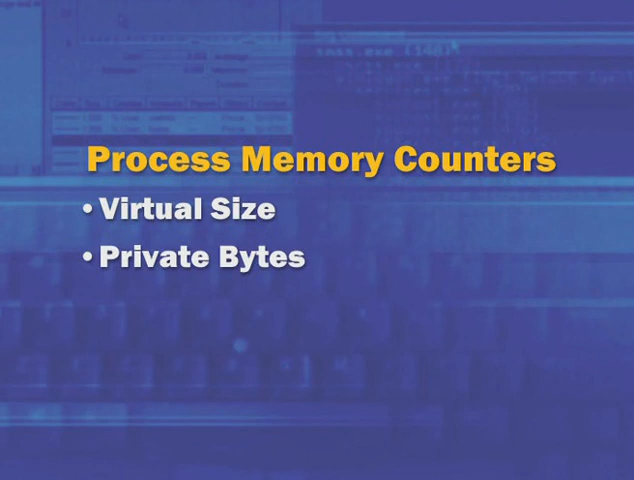 Process Memory Counters
• Virtual Size
• Private Bytes